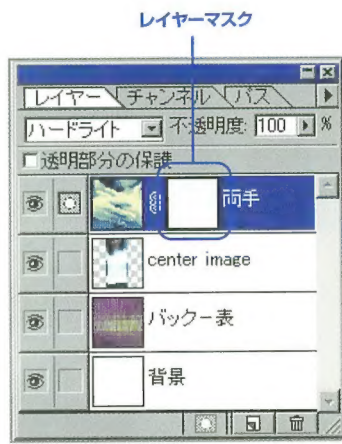 レイヤーマスク
レイヤー チャンネル パス
ハードライト 不透明度: 100 %
透明部分の保護
両手
center image
バックー表
背景